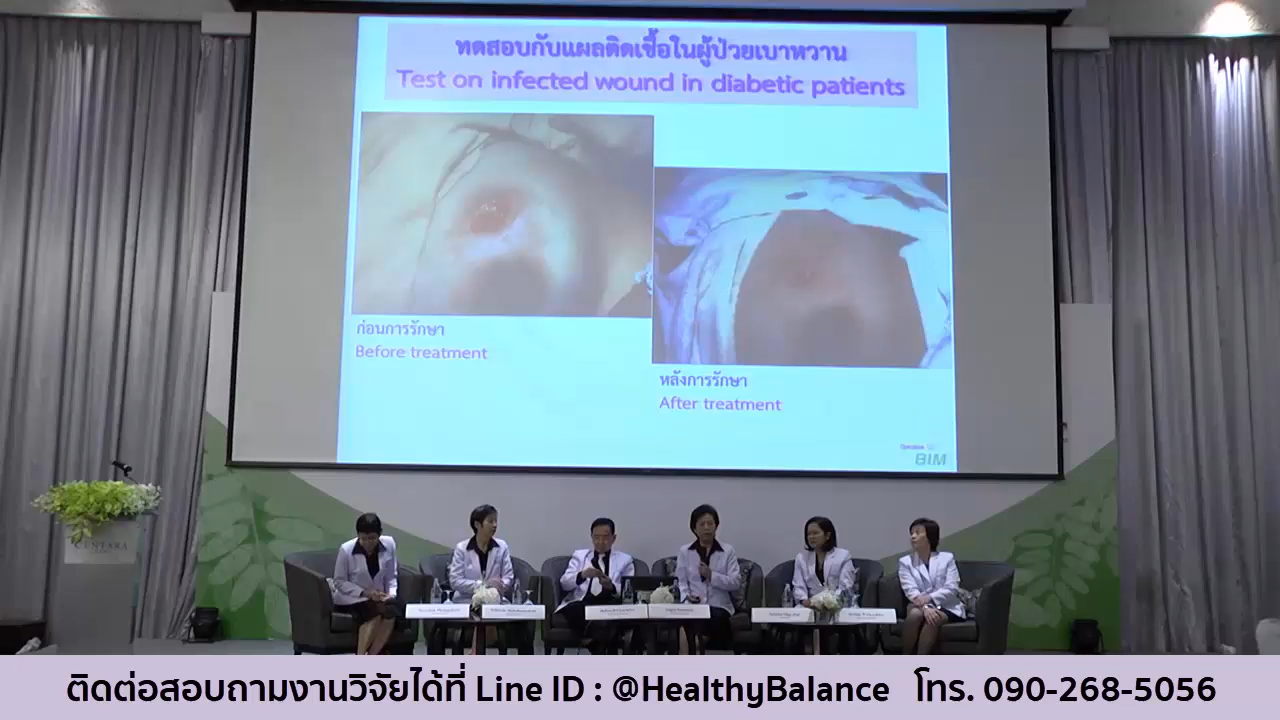 ทดสอบกับแผลติดเชื้อในผู้ป่วยเบาหวาน
Test on infected wound in diabetic patients
ก่อนการรักษา
Before treatment
หลังการรักษา
After treatment
BIM
CENTARA
ติดต่อสอบถามงานวิจัยได้ที่ Line ID : @HealthyBalance โทร. 090-268-5056